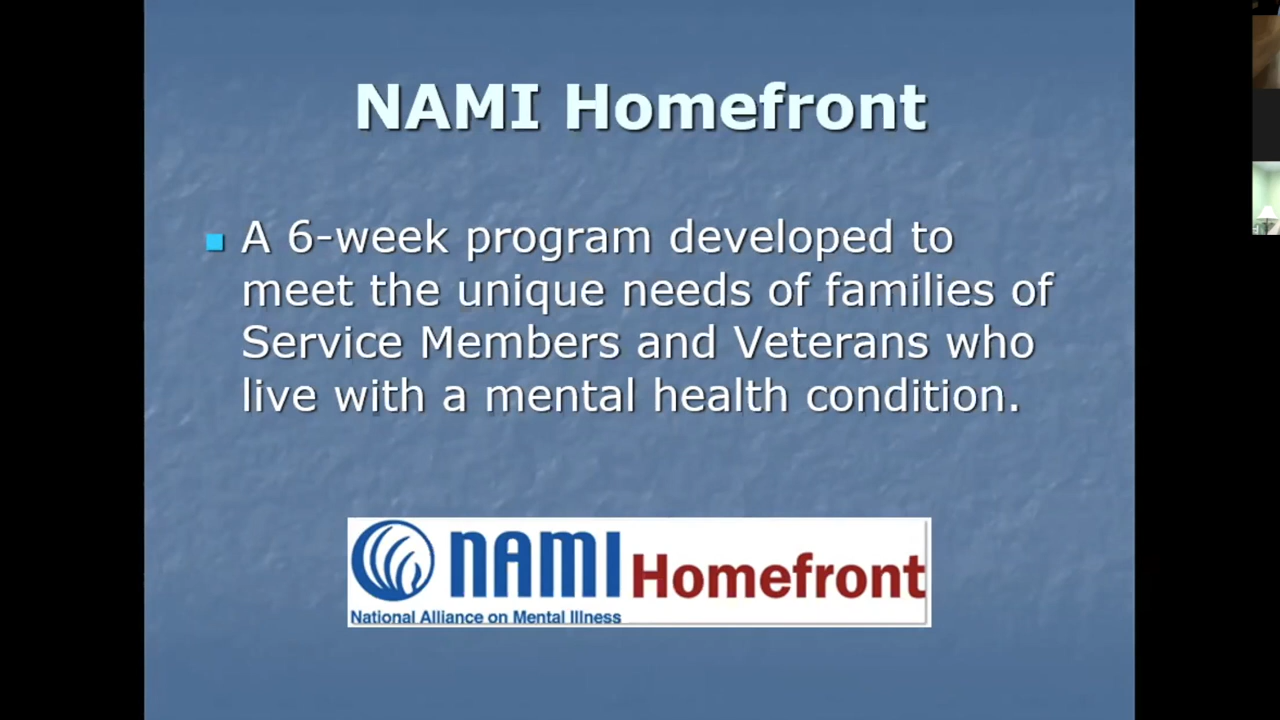 NAMI Homefront
A 6-week program developed to
meet the unique needs of families of
Service Members and Veterans who
live with a mental health condition.
NAMI Homefront
National Alliance on Mental Illness